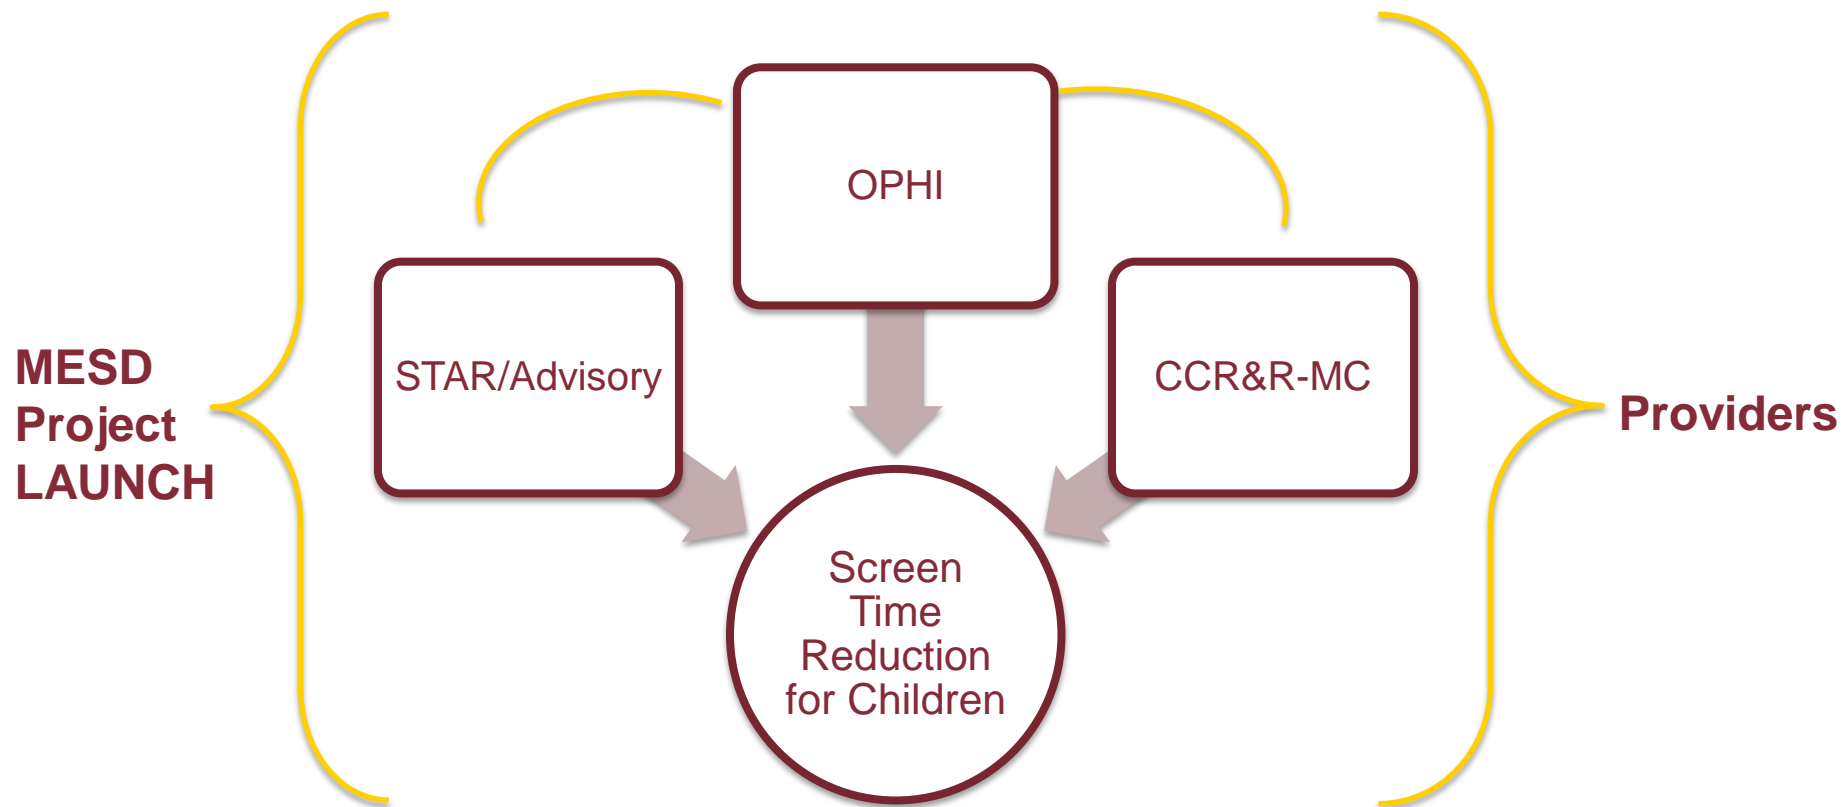 OPHI
STAR/Advisory
CCR&R-MC
MESD
Project
LAUNCH
Providers
Screen
Time
Reduction
for Children